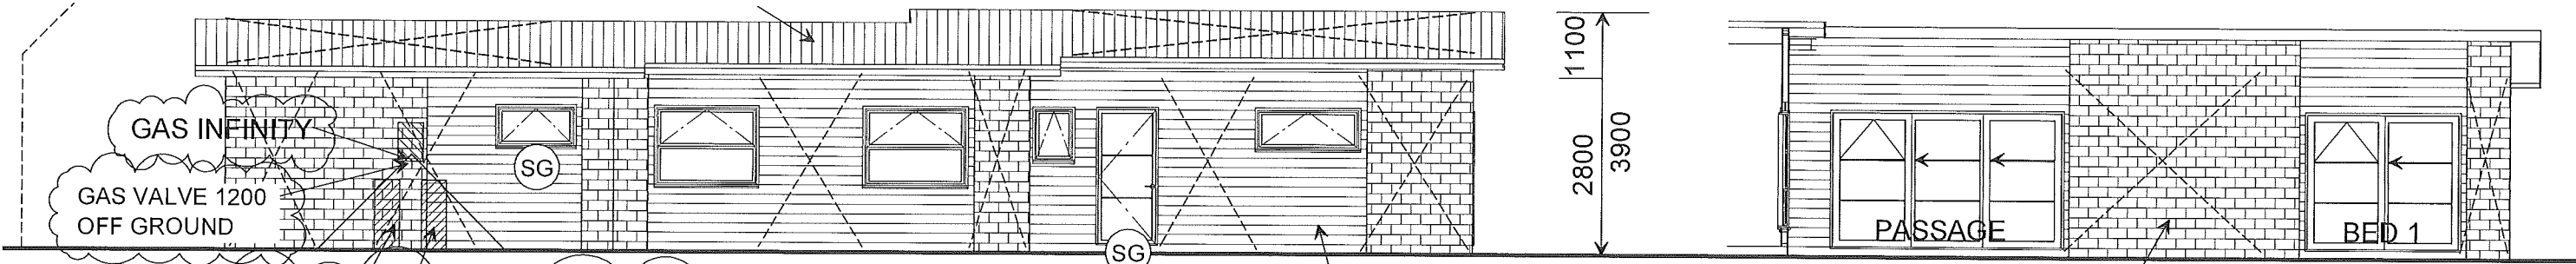 GAS INFINITY
GAS VALVE 1200
OFF GROUND
SG
SG
1100
2800
3900
PASSAGE
BED 1